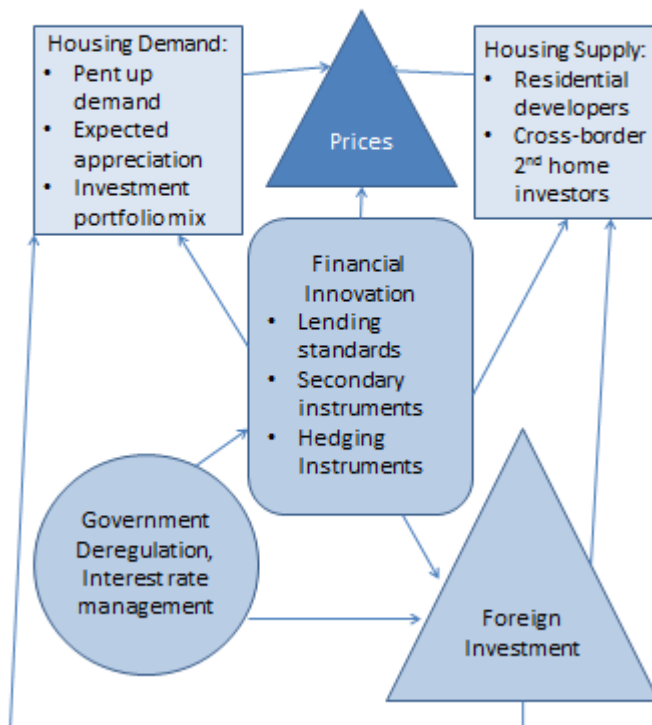 Housing Demand:
• Pent up
demand
• Expected
appreciation
• Investment
portfolio mix
Prices
Housing Supply:
• Residential
developers
• Cross-border
2nd home
investors
Financial
Innovation
• Lending
standards
• Secondary
instruments
• Hedging
Instruments
Government
Deregulation,
Interest rate
management
Foreign
Investment